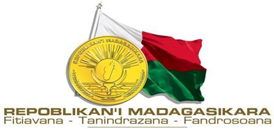 REPOBLIKAN'I MADAGASIKARA
Fitiavana - Tanindrazana - Fandrosoana